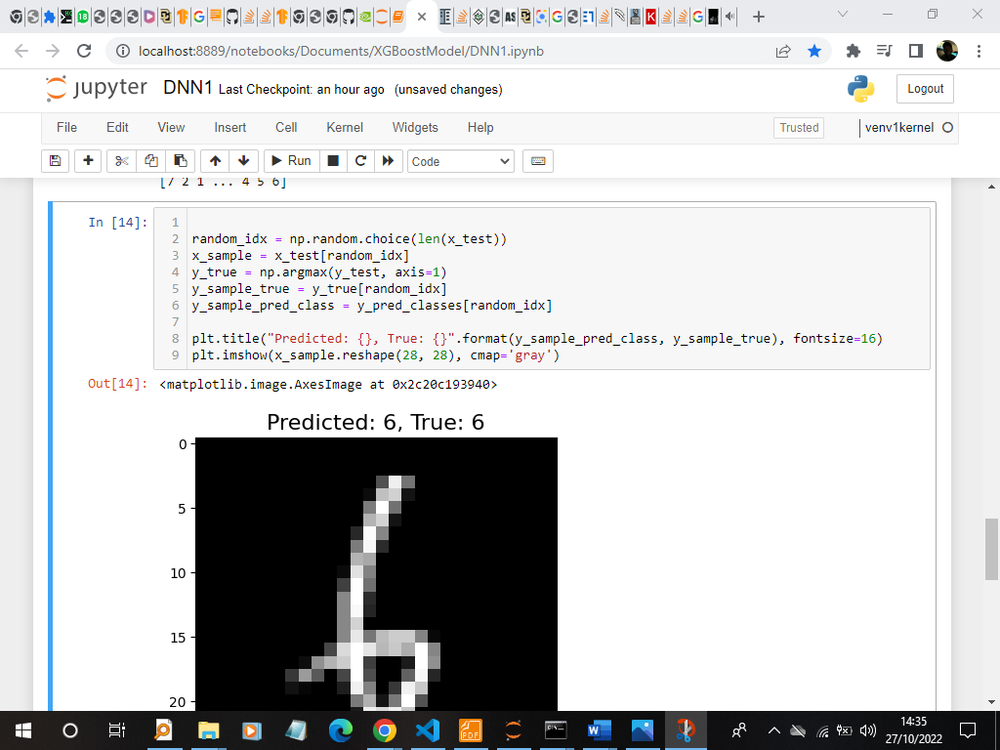 localhost:8889/notebooks/Documents/XGBoostModel/DNN1.ipynb
jupyter DNN1 Last Checkpoint: an hour ago (unsaved changes)
Logout
File Edit View Insert Cell Kernel Widgets Help
Trusted
venv1kernel
Run
Code
[7 2 1 ... 4 5 6]
In [14]:
1
2 random_idx = np.random.choice(len(x_test))
3 x_sample = x_test[random_idx]
4 y_true = np.argmax(y_test, axis=1)
5 y_sample_true = y_true[random_idx]
6 y_sample_pred_class = y_pred_classes[random_idx]
7
8 plt.title("Predicted: {}, True: {}".format(y_sample_pred_class, y_sample_true), fontsize=16)
9 plt.imshow(x_sample.reshape(28, 28), cmap='gray')
Out[14]: <matplotlib.image.AxesImage at 0x2c20c193940>
Predicted: 6, True: 6
0
5
10
15
20
14:35
27/10/2022